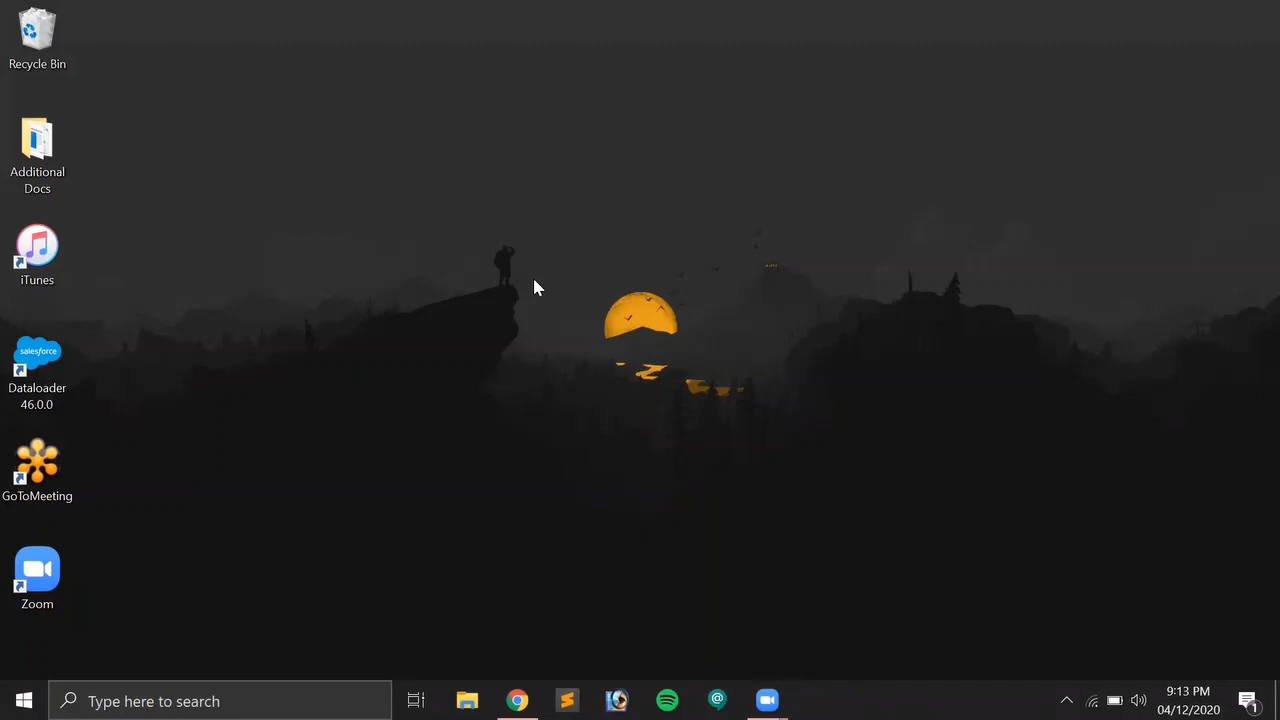 Recycle Bin
Additional
Docs
iTunes
salesforce
Dataloader
46.0.0
GoToMeeting
Zoom
Type here to search
@
9:13 PM
04/12/2020
1